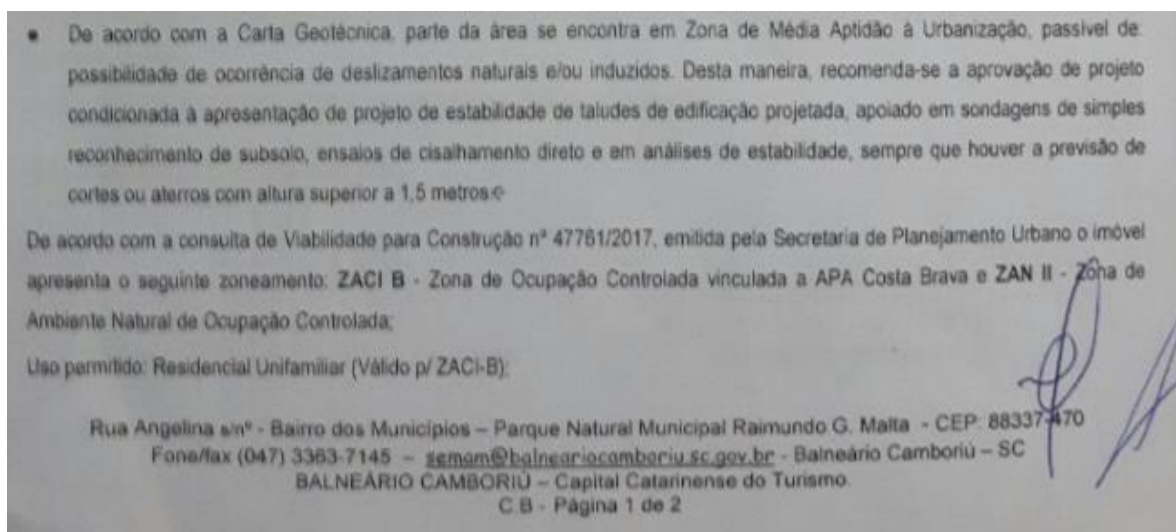 • De acordo com a Carta Geotécnica, parte da área se encontra em Zona de Média Aptidão à Urbanização, passível de
possibilidade de ocorrência de deslizamentos naturais e/ou induzidos. Desta maneira, recomenda-se a aprovação de projeto
condicionada à apresentação de projeto de estabilidade de taludes de edificação projetada, apoiado em sondagens de simples
reconhecimento de subsolo, ensaios de cisalhamento direto e em análises de estabilidade, sempre que houver a previsão de
cortes ou aterros com altura superior a 1,5 metros.
De acordo com a consulta de Viabilidade para Construção nº 47761/2017, emitida pela Secretaria de Planejamento Urbano o imóvel
apresenta o seguinte zoneamento: ZACI B - Zona de Ocupação Controlada vinculada a APA Costa Brava e ZAN II - Zona de
Ambiente Natural de Ocupação Controlada;
Uso permitido: Residencial Unifamiliar (Válido p/ ZACI-B);
Rua Angelina s/nº - Bairro dos Municípios – Parque Natural Municipal Raimundo G. Malta - CEP: 88337-470
Fone/fax (047) 3363-7145 – semam@balneariocamboriu.sc.gov.br - Balneário Camboriú – SC
BALNEÁRIO CAMBORIÚ – Capital Catarinense do Turismo.
C.B - Página 1 de 2